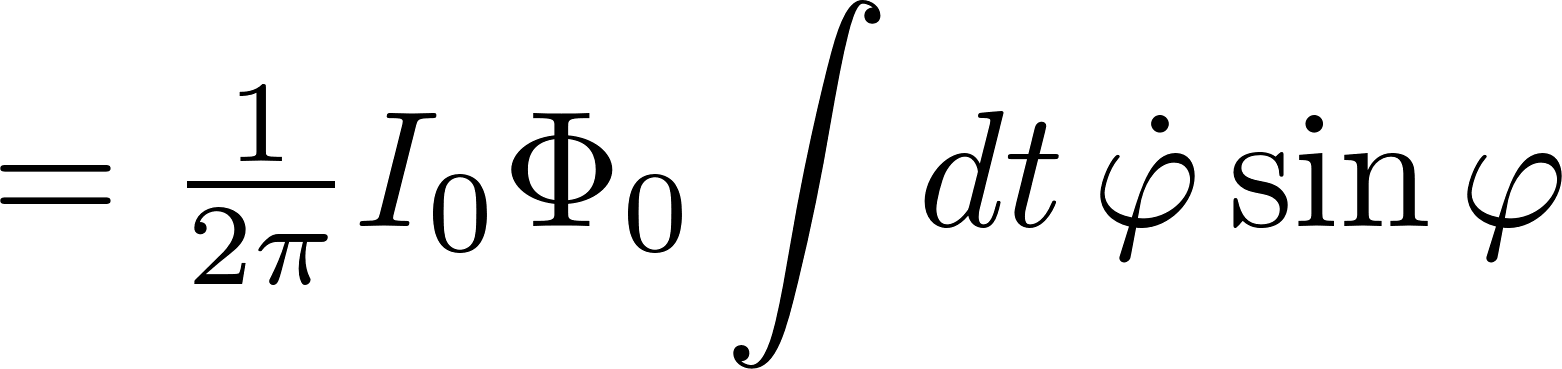 = \frac{1}{2\pi} I_0 \Phi_0 \int dt \, \dot{\varphi} \sin \varphi